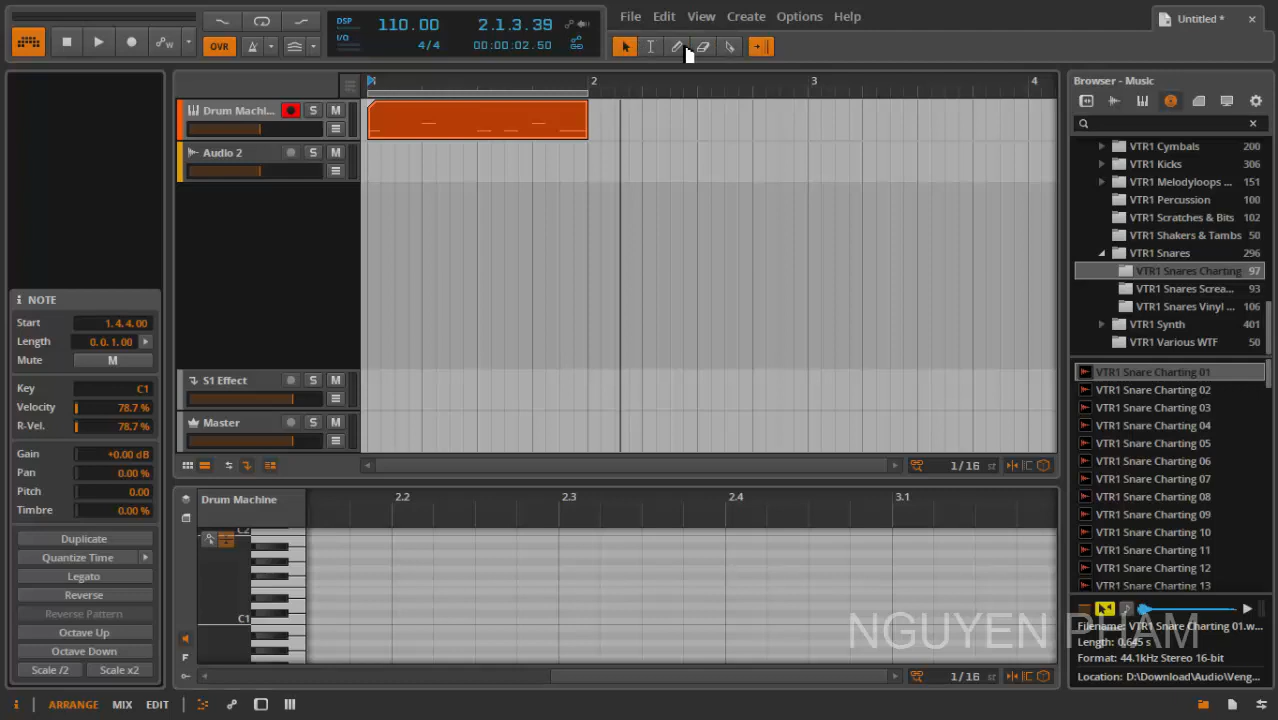 File Edit View Create Options Help
Untitled *
DSP
I/O
110.00
4/4
2.1.3.39
00:00:02.50
OVR
1 2 3 4
Drum Machi... S M
Audio 2 S M
S1 Effect S M
Master S M
1/16
NOTE
Start 1.4.4.00
Length 0.0.1.00
Mute M
Key C1
Velocity 78.7 %
R-Vel. 78.7 %
Gain +0.00 dB
Pan 0.00 %
Pitch 0.00
Timbre 0.00 %
Duplicate
Quantize Time
Legato
Reverse
Reverse Pattern
Octave Up
Octave Down
Scale /2 Scale x2
Drum Machine
2.2 2.3 2.4 3.1
C2
C1
F
1/16
Browser - Music
VTR1 Cymbals 200
VTR1 Kicks 306
VTR1 Melodyloops ... 151
VTR1 Percussion 100
VTR1 Scratches & Bits 102
VTR1 Shakers & Tambs 50
VTR1 Snares 296
VTR1 Snares Charting 97
VTR1 Snares Screa... 93
VTR1 Snares Vinyl ... 106
VTR1 Synth 401
VTR1 Various WTF 50
VTR1 Snare Charting 01
VTR1 Snare Charting 02
VTR1 Snare Charting 03
VTR1 Snare Charting 04
VTR1 Snare Charting 05
VTR1 Snare Charting 06
VTR1 Snare Charting 07
VTR1 Snare Charting 08
VTR1 Snare Charting 09
VTR1 Snare Charting 10
VTR1 Snare Charting 11
VTR1 Snare Charting 12
VTR1 Snare Charting 13
Filename: VTR1 Snare Charting 01.w...
Length: 0.645 s
Format: 44.1kHz Stereo 16-bit
Location: D:\Download\Audio\Veng...
NGUYEN PHAM
ARRANGE MIX EDIT